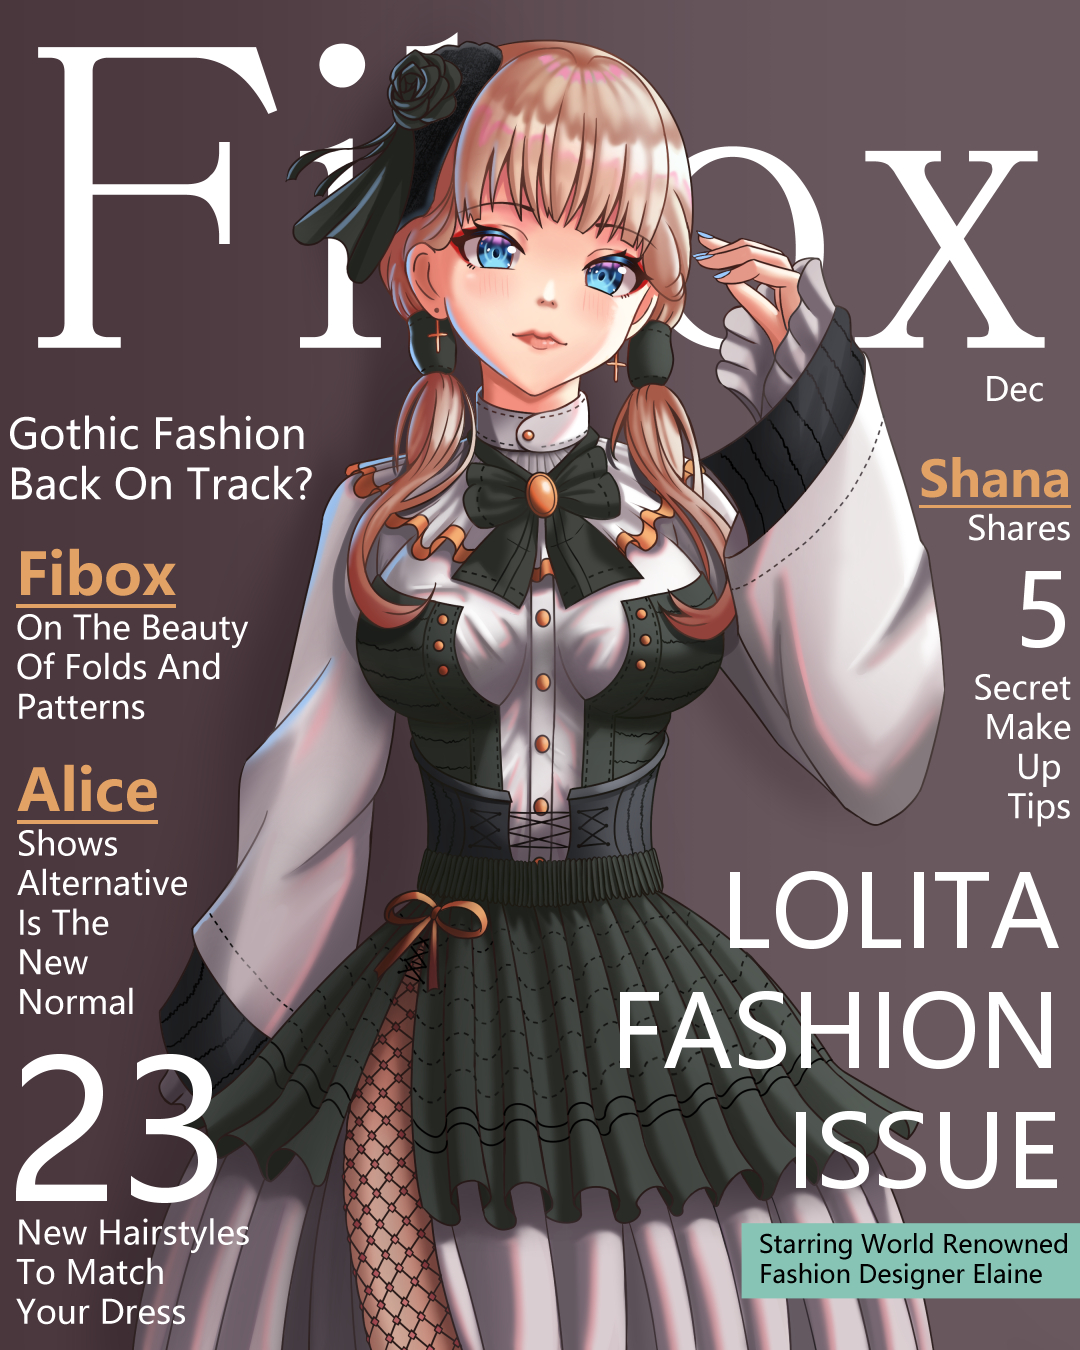 Fibox
Dec
Gothic Fashion
Back On Track?
Fibox
On The Beauty
Of Folds And
Patterns
Alice
Shows
Alternative
Is The
New
Normal
23
New Hairstyles
To Match
Your Dress
Shana
Shares
5
Secret
Make
Up
Tips
LOLITA
FASHION
ISSUE
Starring World Renowned
Fashion Designer Elaine